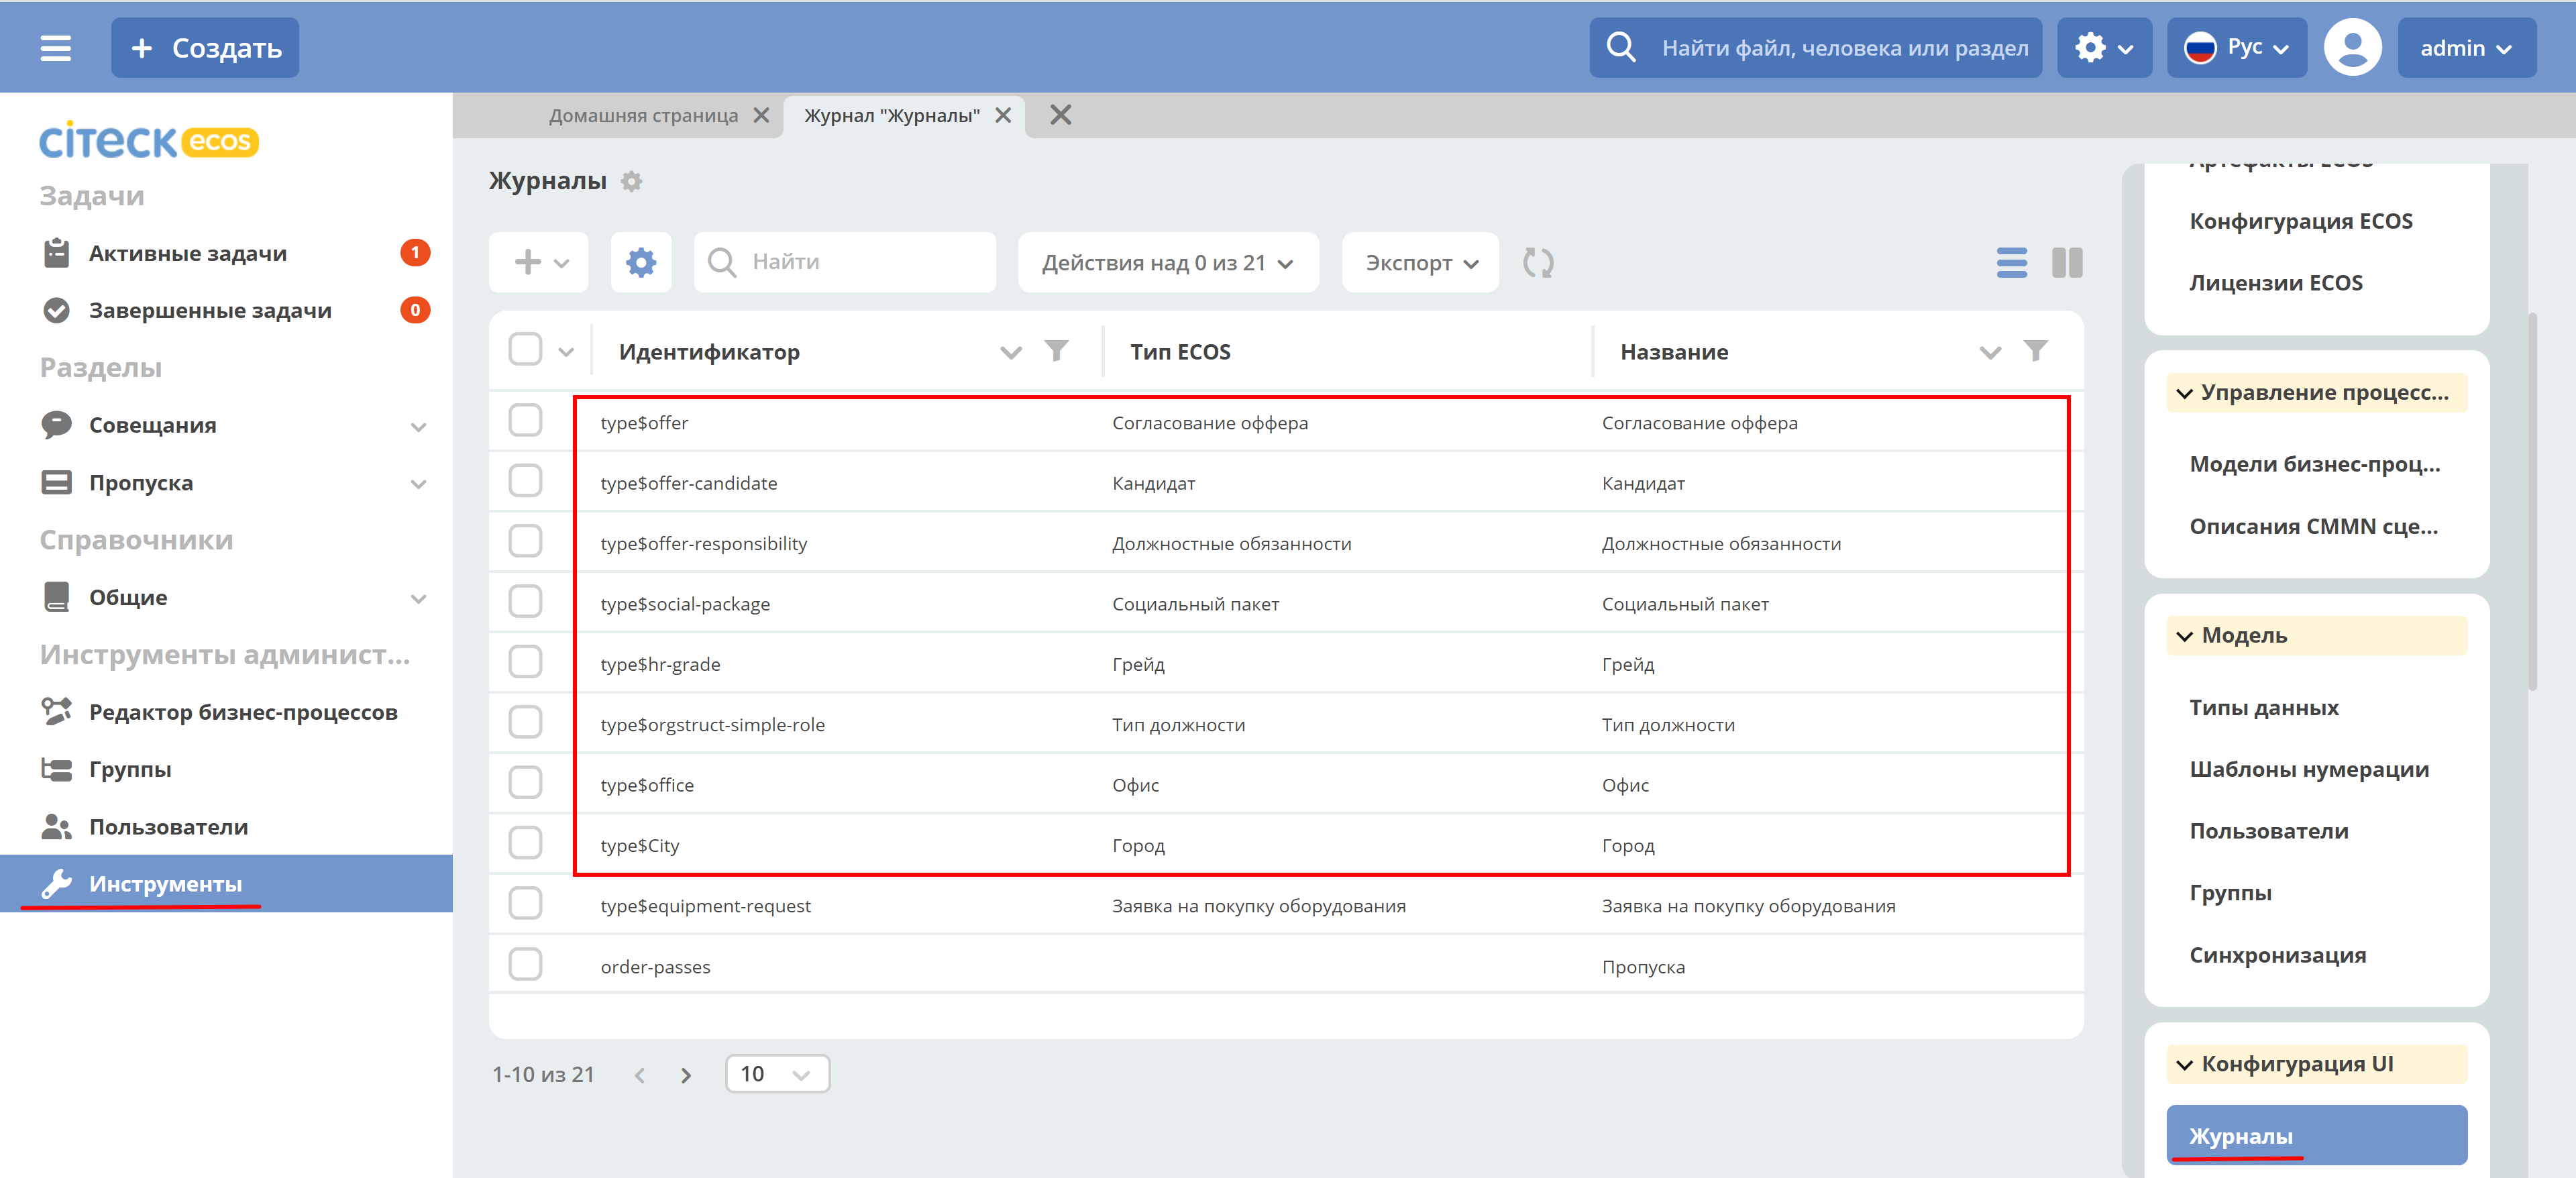 Создать
Найти файл, человека или раздел
Рус
admin
citeck ecos
Домашняя страница
Журнал "Журналы"
Задачи
Активные задачи 1
Завершенные задачи 0
Разделы
Совещания
Пропуска
Справочники
Общие
Инструменты админист...
Редактор бизнес-процессов
Группы
Пользователи
Инструменты
Журналы
Найти
Действия над 0 из 21
Экспорт
Идентификатор Тип ECOS Название
type$offer Согласование оффера Согласование оффера
type$offer-candidate Кандидат Кандидат
type$offer-responsibility Должностные обязанности Должностные обязанности
type$social-package Социальный пакет Социальный пакет
type$hr-grade Грейд Грейд
type$orgstruct-simple-role Тип должности Тип должности
type$office Офис Офис
type$City Город Город
type$equipment-request Заявка на покупку оборудования Заявка на покупку оборудования
order-passes Пропуска
1-10 из 21
10
Артефакты ECOS
Конфигурация ECOS
Лицензии ECOS
Управление процесс...
Модели бизнес-проц...
Описания CMMN сце...
Модель
Типы данных
Шаблоны нумерации
Пользователи
Группы
Синхронизация
Конфигурация UI
Журналы